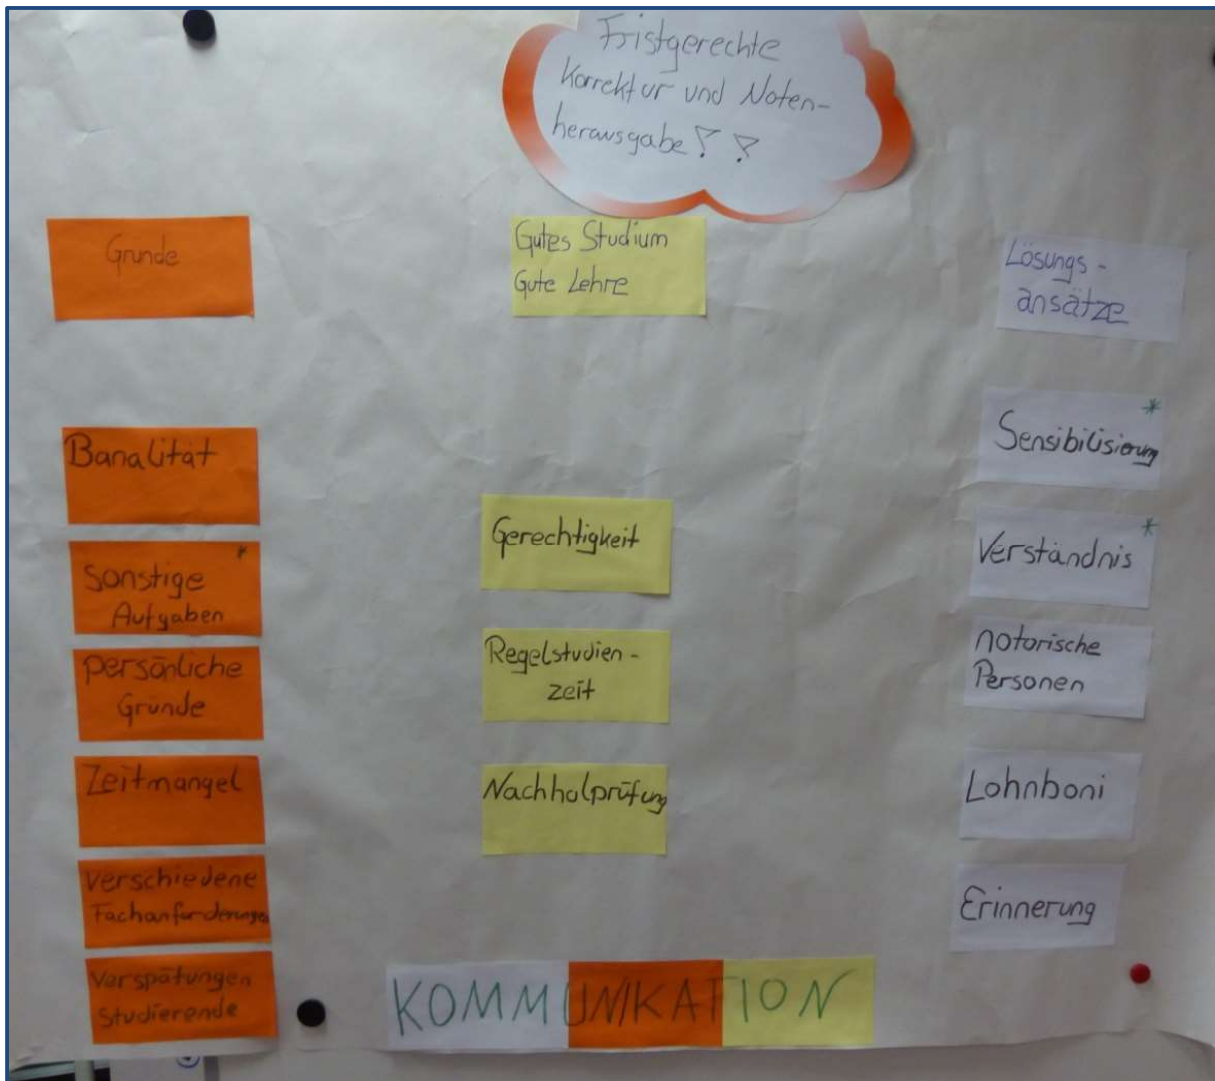 Fristgerechte
Korrektur und Noten-
herausgabe??
Gründe
Banalität
Sonstige *
Aufgaben
persönliche
Gründe
Zeitmangel
Verschiedene
Fachanforderungen
Verspätungen
Studierende
Gutes Studium
Gute Lehre
Gerechtigkeit
Regelstudien-
zeit
Nachholprüfung
Lösungs-
ansätze
*
Sensibilisierung
*
Verständnis
notorische
Personen
Lohnboni
Erinnerung
KOMMUNIKATION